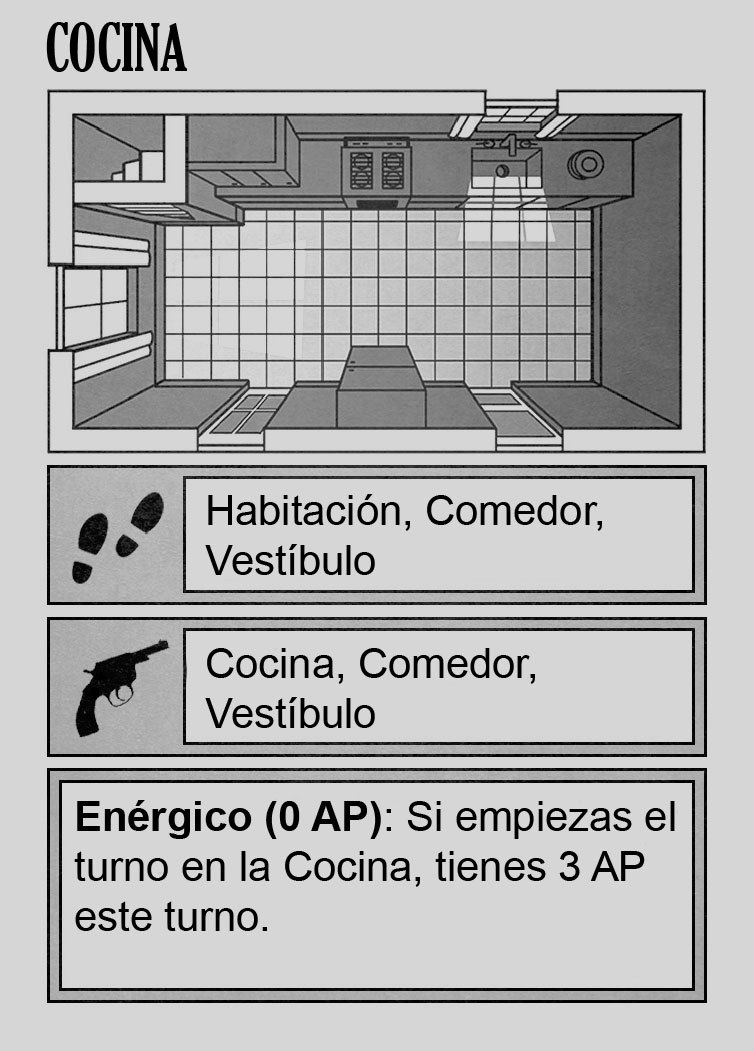 COCINA
Habitación, Comedor,
Vestíbulo
Cocina, Comedor,
Vestíbulo
Enérgico (0 AP): Si empiezas el
turno en la Cocina, tienes 3 AP
este turno.